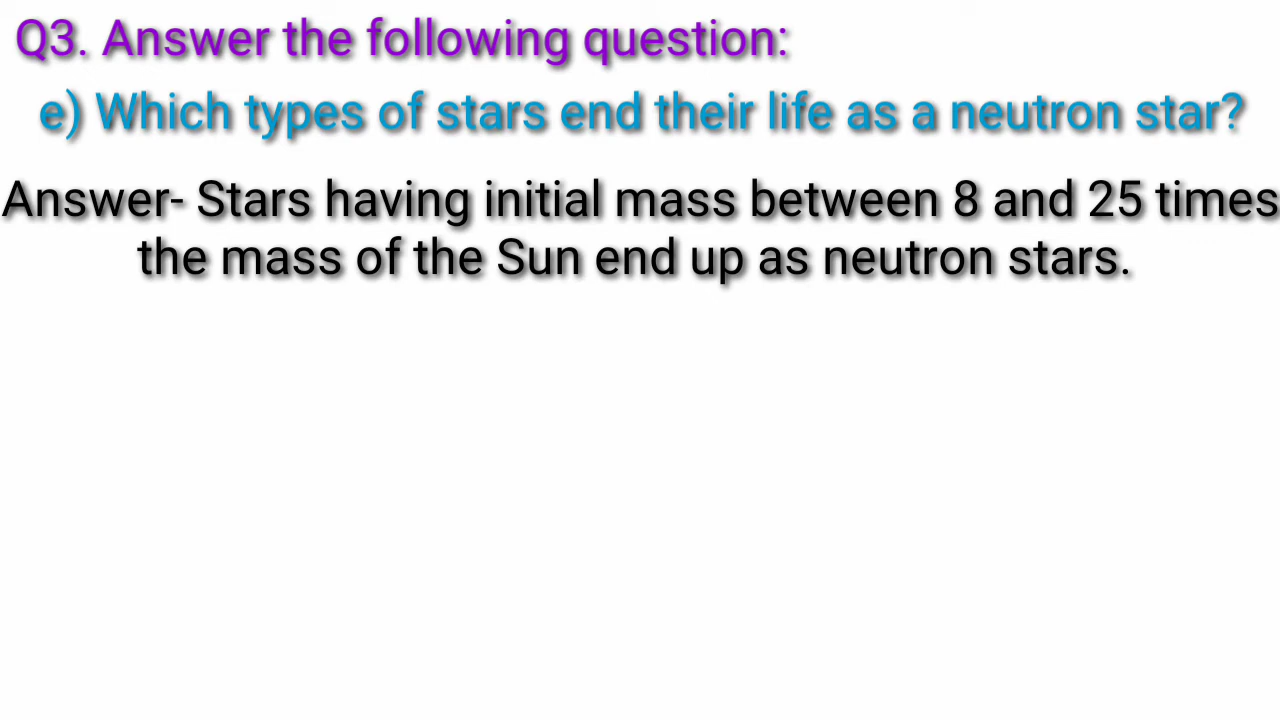 Q3. Answer the following question:
e) Which types of stars end their life as a neutron star?
Answer- Stars having initial mass between 8 and 25 times
the mass of the Sun end up as neutron stars.